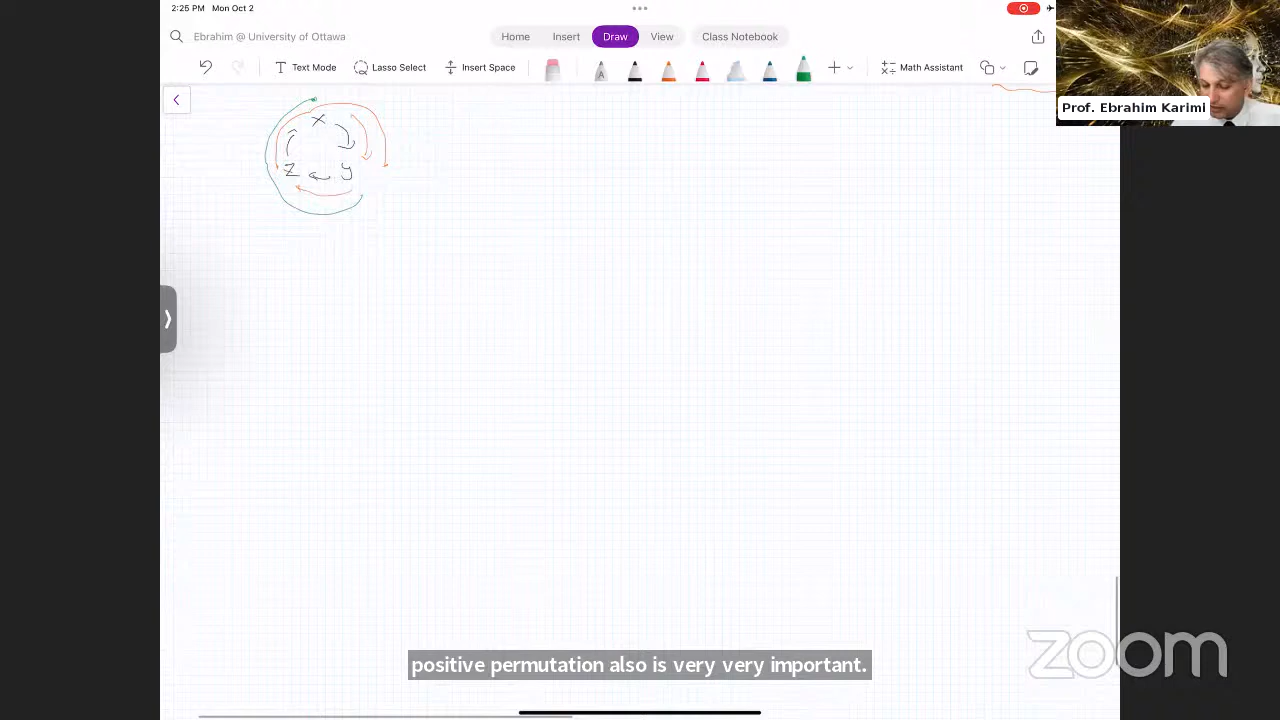 2:25 PM Mon Oct 2
Ebrahim @ University of Ottawa
Home Insert Draw View Class Notebook
Text Mode Lasso Select Insert Space A Math Assistant
Prof. Ebrahim Karimi
x
z y
zoom
positive permutation also is very very important.